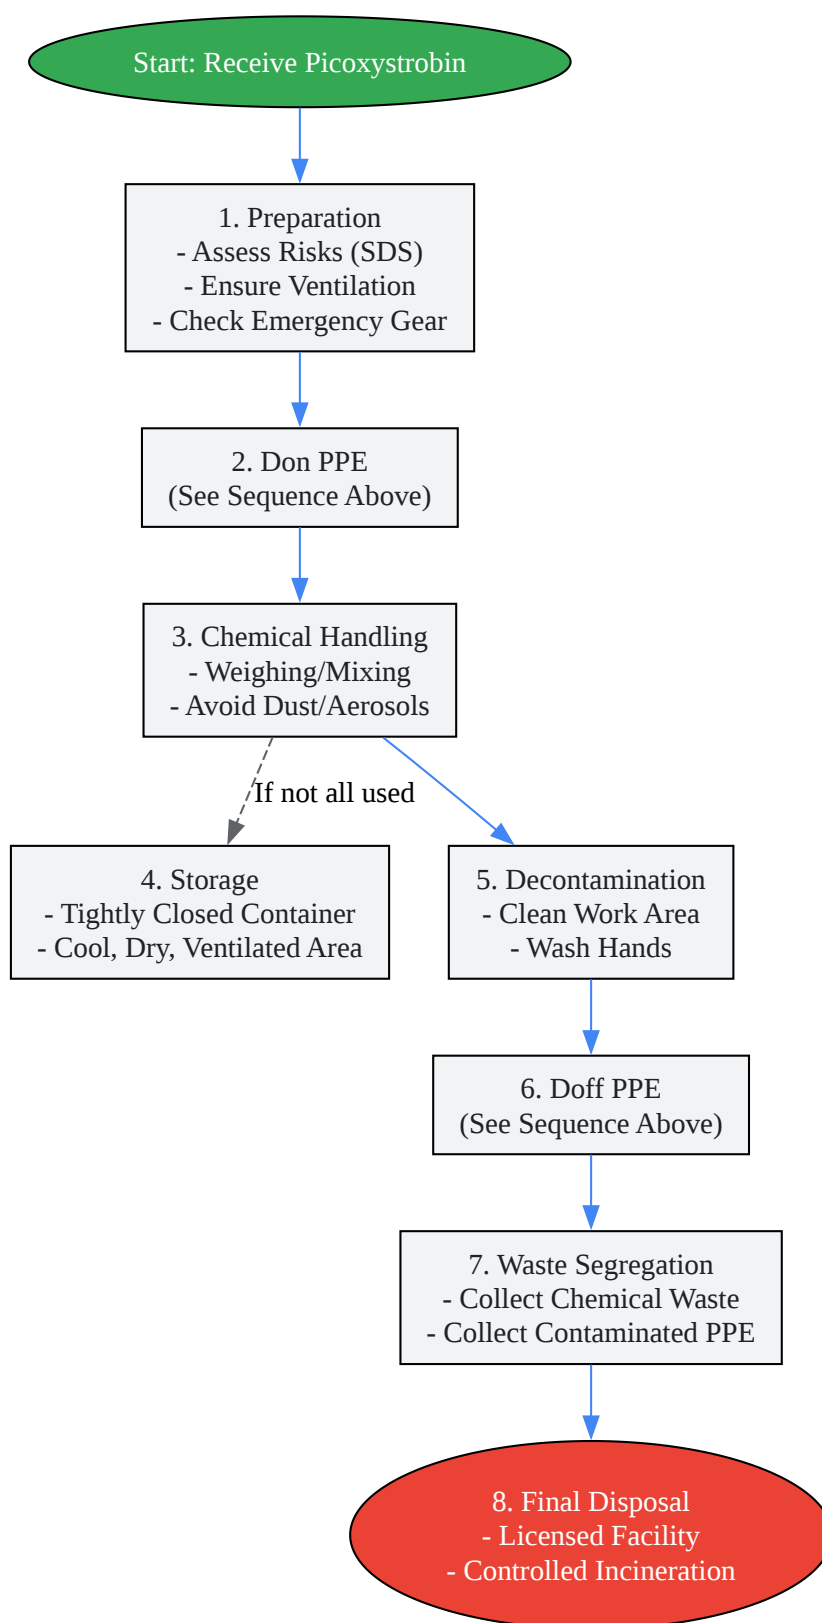 Start: Receive Picoxystrobin
1. Preparation
- Assess Risks (SDS)
- Ensure Ventilation
- Check Emergency Gear
2. Don PPE
(See Sequence Above)
3. Chemical Handling
- Weighing/Mixing
- Avoid Dust/Aerosols
If not all used
4. Storage
- Tightly Closed Container
- Cool, Dry, Ventilated Area
5. Decontamination
- Clean Work Area
- Wash Hands
6. Doff PPE
(See Sequence Above)
7. Waste Segregation
- Collect Chemical Waste
- Collect Contaminated PPE
8. Final Disposal
- Licensed Facility
- Controlled Incineration